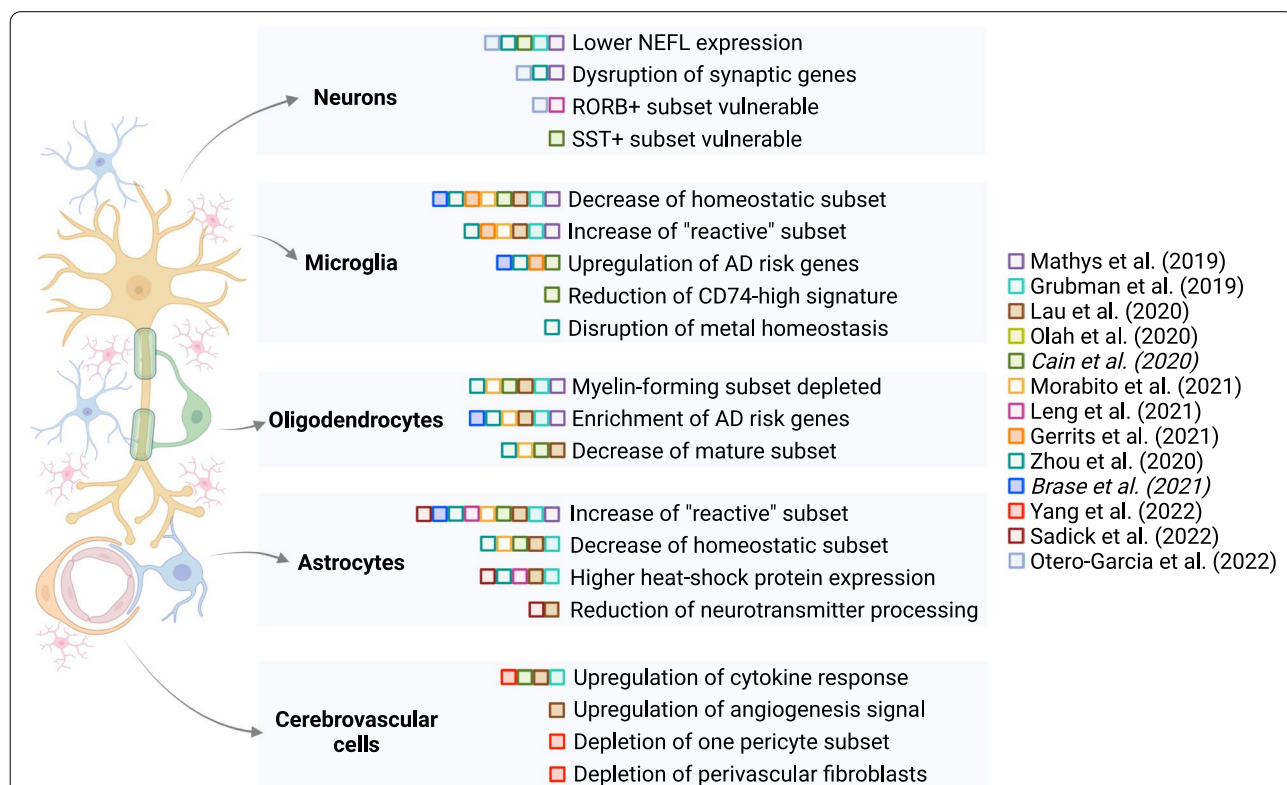 Neurons
Lower NEFL expression
Dysruption of synaptic genes
RORB+ subset vulnerable
SST+ subset vulnerable
Microglia
Decrease of homeostatic subset
Increase of "reactive" subset
Upregulation of AD risk genes
Reduction of CD74-high signature
Disruption of metal homeostasis
Oligodendrocytes
Myelin-forming subset depleted
Enrichment of AD risk genes
Decrease of mature subset
Astrocytes
Increase of "reactive" subset
Decrease of homeostatic subset
Higher heat-shock protein expression
Reduction of neurotransmitter processing
Cerebrovascular
cells
Upregulation of cytokine response
Upregulation of angiogenesis signal
Depletion of one pericyte subset
Depletion of perivascular fibroblasts
Mathys et al. (2019)
Grubman et al. (2019)
Lau et al. (2020)
Olah et al. (2020)
Cain et al. (2020)
Morabito et al. (2021)
Leng et al. (2021)
Gerrits et al. (2021)
Zhou et al. (2020)
Brase et al. (2021)
Yang et al. (2022)
Sadick et al. (2022)
Otero-Garcia et al. (2022)